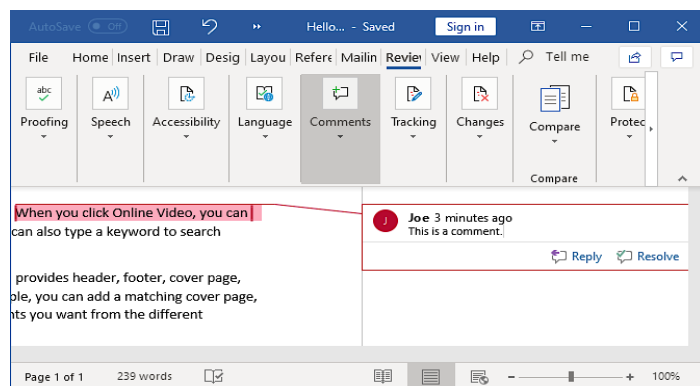 AutoSave Off Hello... - Saved Sign in
File Home Insert Draw Desig Layou Refere Mailin Review View Help Tell me
abc
Proofing Speech Accessibility Language Comments Tracking Changes Compare Protec
Compare
When you click Online Video, you can
can also type a keyword to search
provides header, footer, cover page,
ple, you can add a matching cover page,
nts you want from the different
J Joe 3 minutes ago
This is a comment.
Reply Resolve
Page 1 of 1 239 words 100%